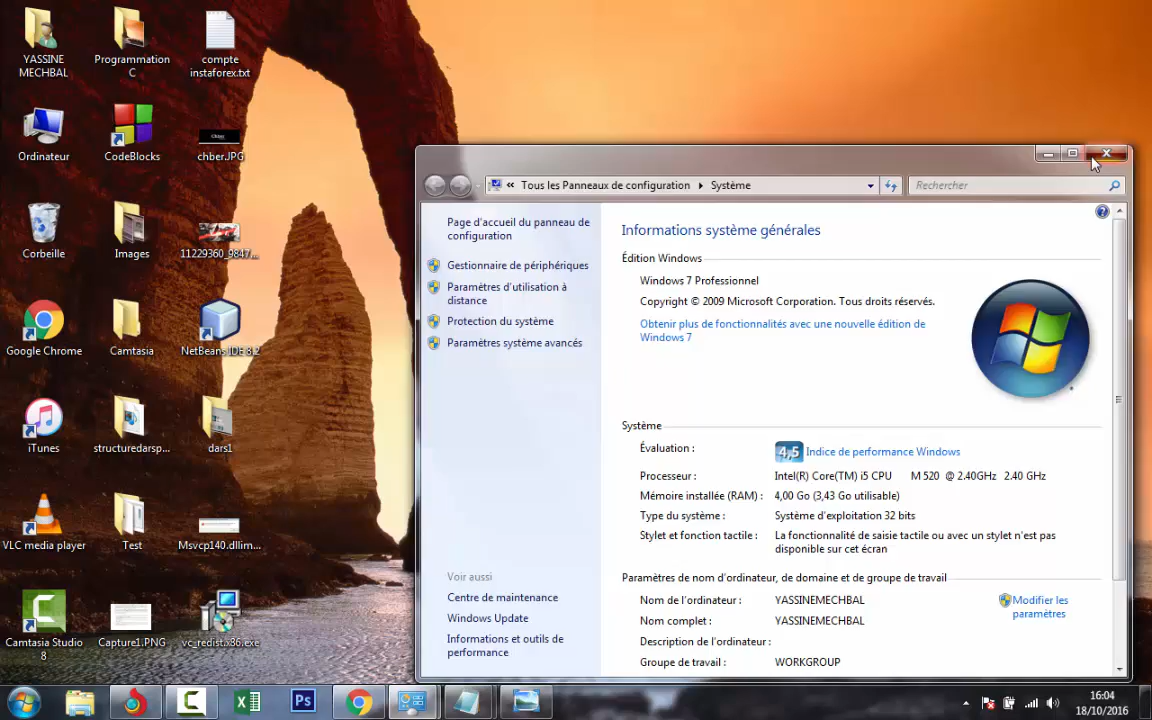 YASSINE
MECHBAL
Programmation
C
compte
instaforex.txt
Ordinateur
CodeBlocks
Chber
chber.JPG
Corbeille
Images
11229360_9847...
Google Chrome
Camtasia
NetBeans IDE 8.2
iTunes
structuredarsp...
dars1
VLC media player
Test
Msvcp140.dllim...
Camtasia Studio
8
Capture1.PNG
vc_redist.x86.exe
« Tous les Panneaux de configuration Système
Rechercher
Page d'accueil du panneau de
configuration
Gestionnaire de périphériques
Paramètres d'utilisation à
distance
Protection du système
Paramètres système avancés
Voir aussi
Centre de maintenance
Windows Update
Informations et outils de
performance
Informations système générales
Édition Windows
Windows 7 Professionnel
Copyright © 2009 Microsoft Corporation. Tous droits réservés.
Obtenir plus de fonctionnalités avec une nouvelle édition de
Windows 7
Système
Évaluation : 4,5 Indice de performance Windows
Processeur : Intel(R) Core(TM) i5 CPU M 520 @ 2.40GHz 2.40 GHz
Mémoire installée (RAM) : 4,00 Go (3,43 Go utilisable)
Type du système : Système d'exploitation 32 bits
Stylet et fonction tactile : La fonctionnalité de saisie tactile ou avec un stylet n'est pas
disponible sur cet écran
Paramètres de nom d'ordinateur, de domaine et de groupe de travail
Nom de l'ordinateur : YASSINEMECHBAL
Modifier les
paramètres
Nom complet : YASSINEMECHBAL
Description de l'ordinateur :
Groupe de travail : WORKGROUP
Ps
16:04
18/10/2016